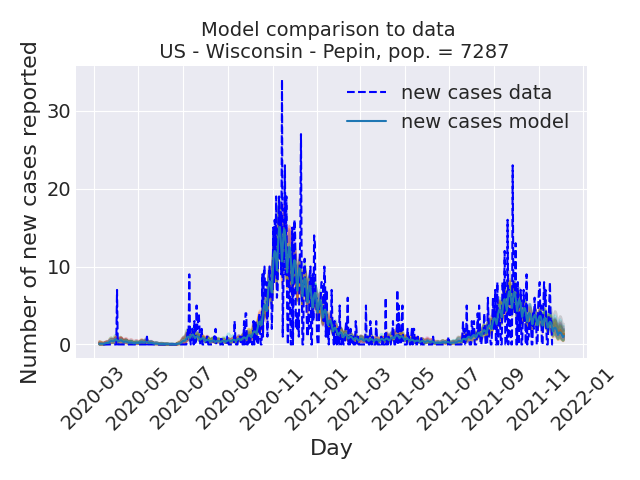 Model comparison to data
US - Wisconsin - Pepin, pop. = 7287
Number of new cases reported
30
20
10
0
new cases data
new cases model
2020-03
2020-05
2020-07
2020-09
2020-11
2021-01
2021-03
2021-05
2021-07
2021-09
2021-11
2022-01
Day